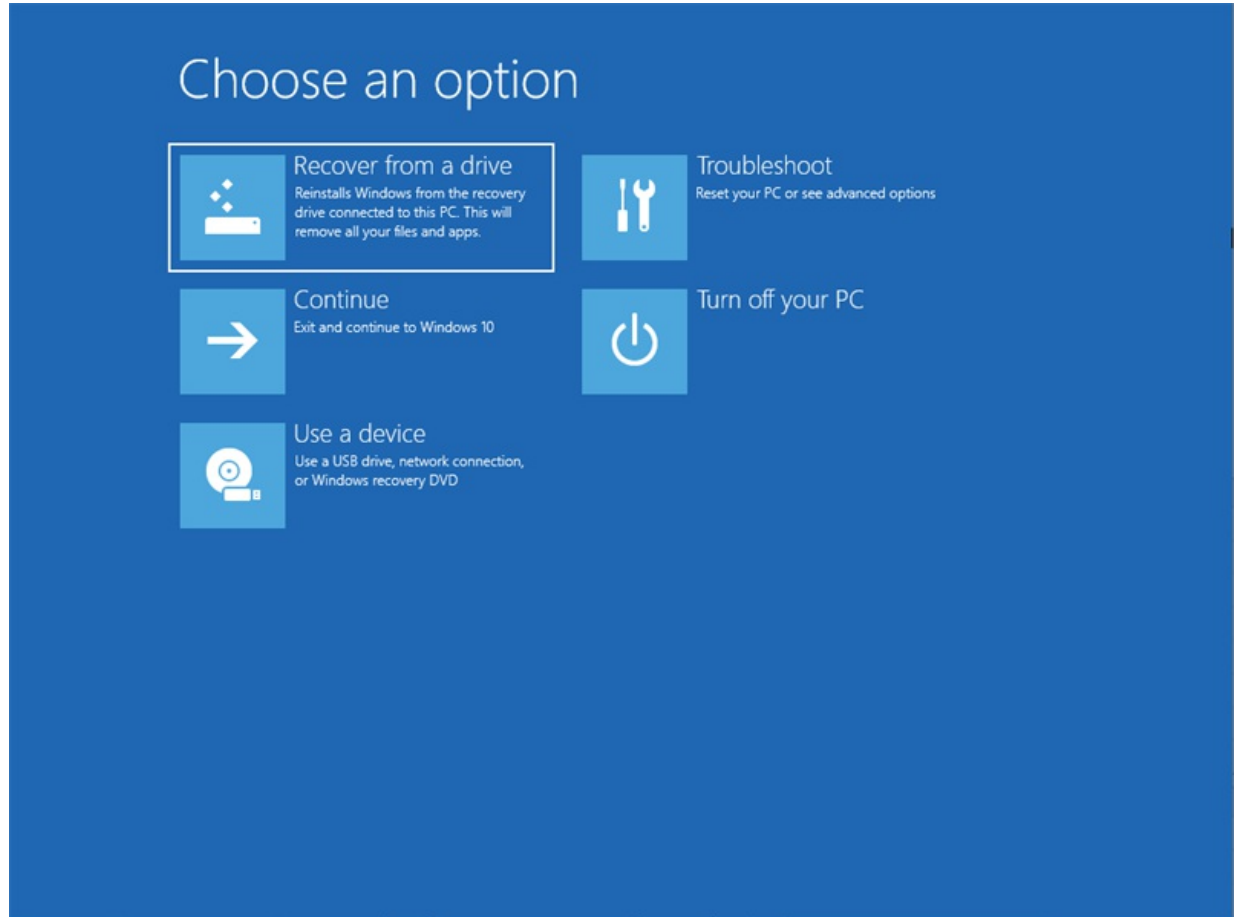 Choose an option
Recover from a drive
Reinstalls Windows from the recovery
drive connected to this PC. This will
remove all your files and apps.
Troubleshoot
Reset your PC or see advanced options
Continue
Exit and continue to Windows 10
Turn off your PC
Use a device
Use a USB drive, network connection,
or Windows recovery DVD